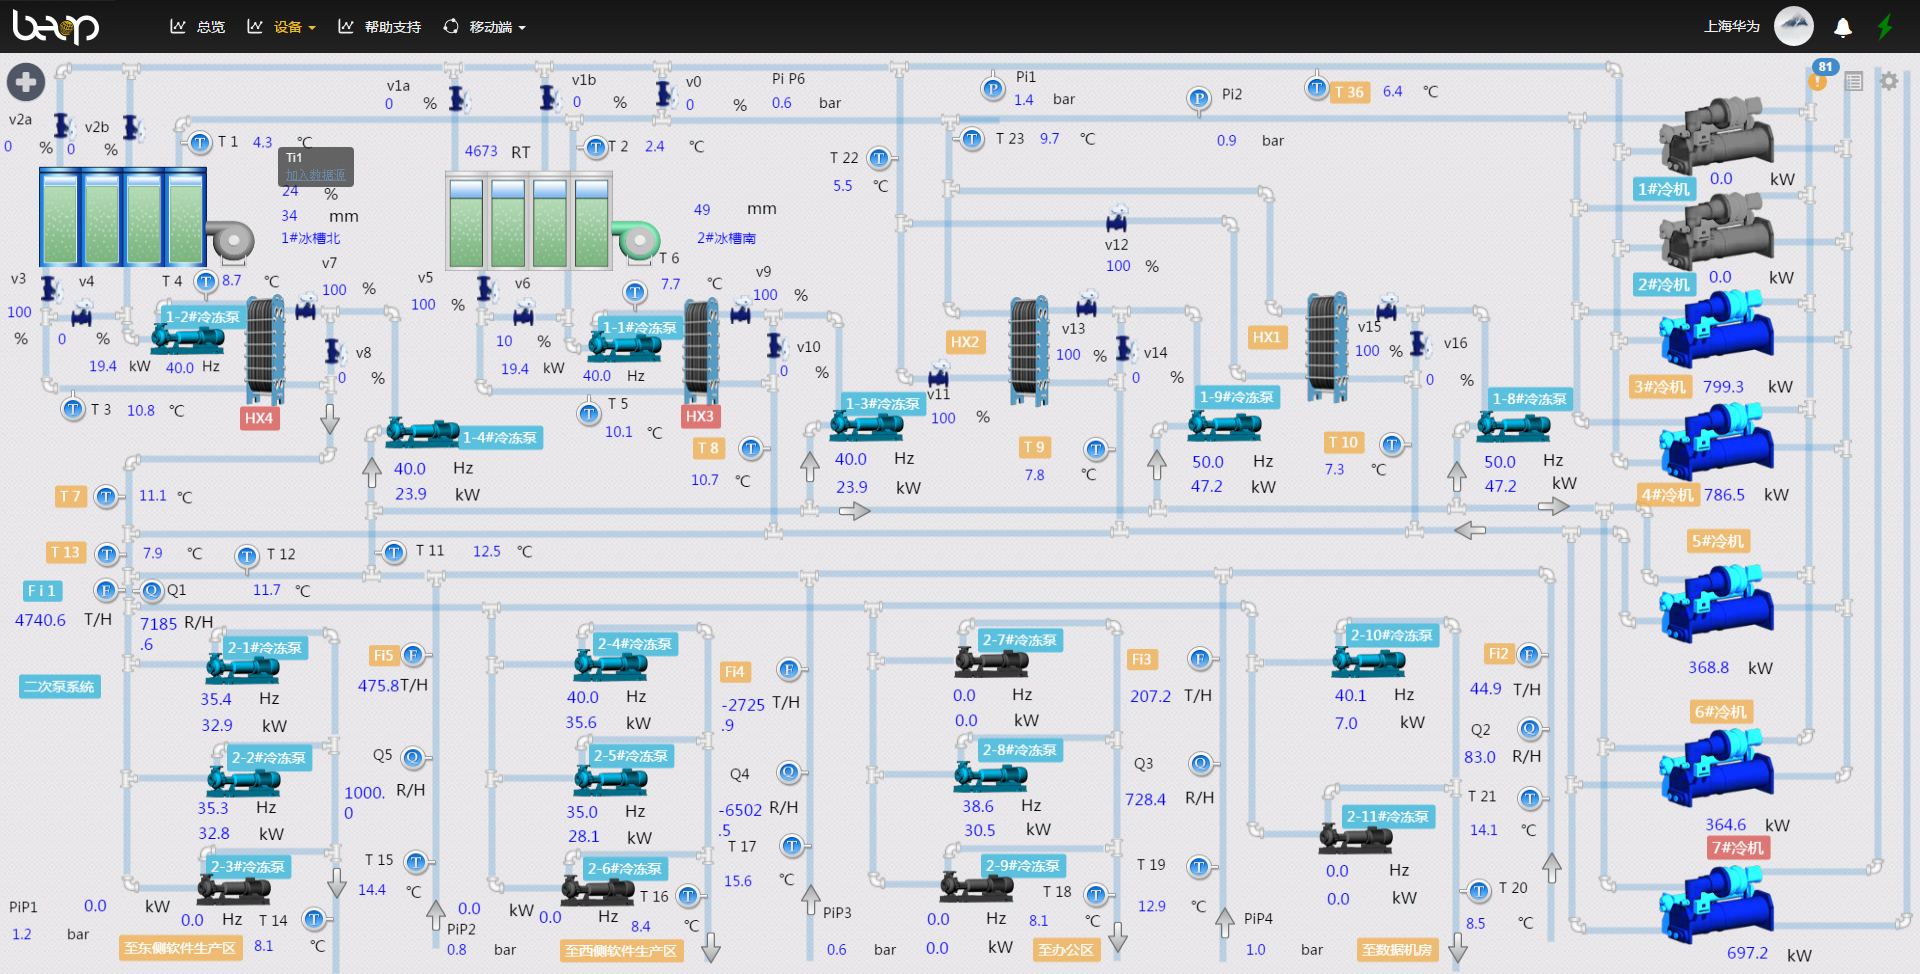 beop 总览 设备 帮助支持 移动端 上海华为
81
v1a 0 % v1b 0 % v0 0 % Pi P6 0.6 bar
Pi1 1.4 bar Pi2 0.9 bar T 36 6.4 ℃
v2a 0 % v2b 0 %
T 1 4.3 ℃
Ti1
加入数据源
24 %
34 mm
1#冰槽北
4673 RT
T 2 2.4 ℃
49 mm
2#冰槽南
T 22 5.5 ℃
T 23 9.7 ℃
v12 100 %
1#冷机 0.0 kW
2#冷机 0.0 kW
3#冷机 799.3 kW
4#冷机 786.5 kW
5#冷机 368.8 kW
6#冷机 364.6 kW
7#冷机 697.2 kW
v3 100 %
v4 0 %
T 4 8.7 ℃
1-2#冷冻泵 19.4 kW 40.0 Hz
v7 100 %
v8 0 %
HX4
T 3 10.8 ℃
v5 100 %
v6 10 %
T 6 7.7 ℃
1-1#冷冻泵 19.4 kW 40.0 Hz
v9 100 %
v10 0 %
HX3
T 5 10.1 ℃
1-4#冷冻泵 40.0 Hz 23.9 kW
T 8 10.7 ℃
1-3#冷冻泵 40.0 Hz 23.9 kW
v11 100 %
HX2
v13 100 %
v14 0 %
T 9 7.8 ℃
1-9#冷冻泵 50.0 Hz 47.2 kW
HX1
v15 100 %
v16 0 %
T 10 7.3 ℃
1-8#冷冻泵 50.0 Hz 47.2 kW
T 7 11.1 ℃
T 13 7.9 ℃
T 12 11.7 ℃
T 11 12.5 ℃
Fi1 4740.6 T/H
Q1 7185.6 R/H
二次泵系统
2-1#冷冻泵 35.4 Hz 32.9 kW
2-2#冷冻泵 35.3 Hz 32.8 kW
2-3#冷冻泵 0.0 kW 0.0 Hz
PiP1 1.2 bar
T 14 8.1 ℃
至东侧软件生产区
Fi5 475.8 T/H
Q5 1000.0 R/H
T 15 14.4 ℃
PiP2 0.8 bar
2-4#冷冻泵 40.0 Hz 35.6 kW
2-5#冷冻泵 35.0 Hz 28.1 kW
2-6#冷冻泵 0.0 kW 0.0 Hz
T 16 8.4 ℃
至西侧软件生产区
Fi4 -2725.9 T/H
Q4 -6502.5 R/H
T 17 15.6 ℃
PiP3 0.6 bar
2-7#冷冻泵 0.0 Hz 0.0 kW
2-8#冷冻泵 38.6 Hz 30.5 kW
2-9#冷冻泵 0.0 Hz 0.0 kW
T 18 8.1 ℃
至办公区
Fi3 207.2 T/H
Q3 728.4 R/H
T 19 12.9 ℃
PiP4 1.0 bar
2-10#冷冻泵 40.1 Hz 7.0 kW
2-11#冷冻泵 0.0 Hz 0.0 kW
至数据机房
Fi2 44.9 T/H
Q2 83.0 R/H
T 21 14.1 ℃
T 20 8.5 ℃